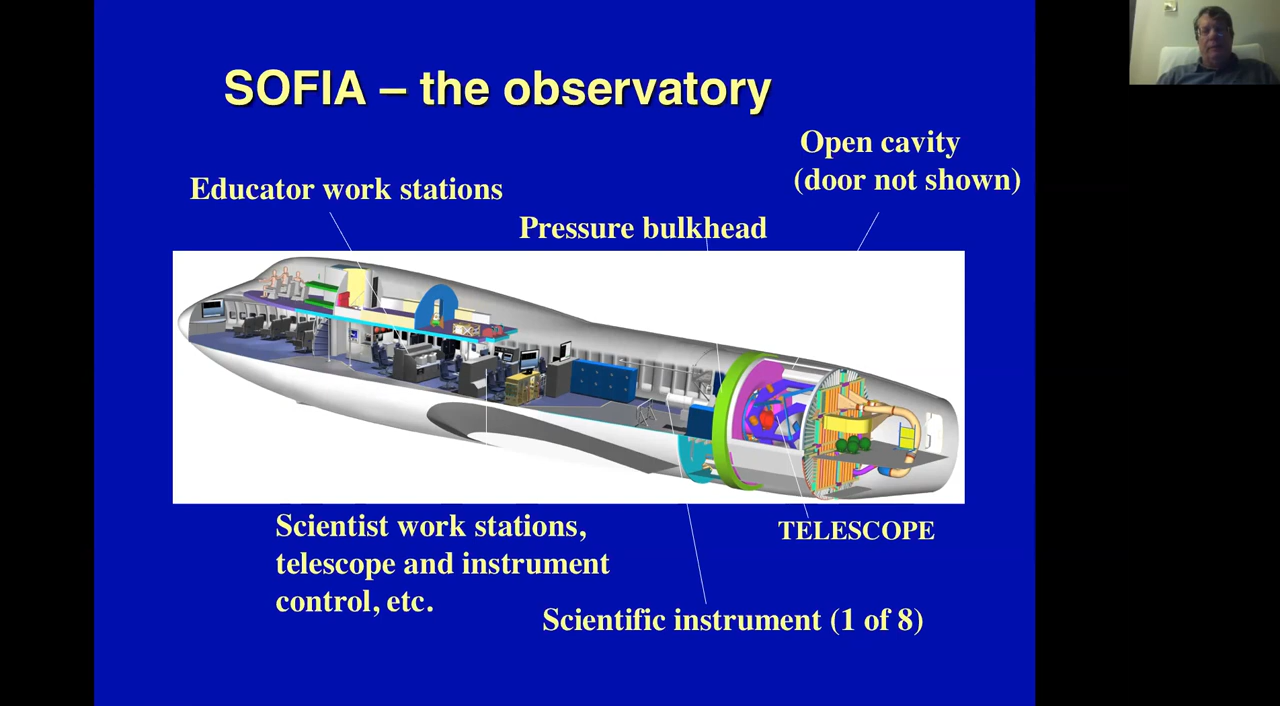 SOFIA – the observatory
Open cavity
(door not shown)
Educator work stations
Pressure bulkhead
Scientist work stations,
telescope and instrument
control, etc.
TELESCOPE
Scientific instrument (1 of 8)